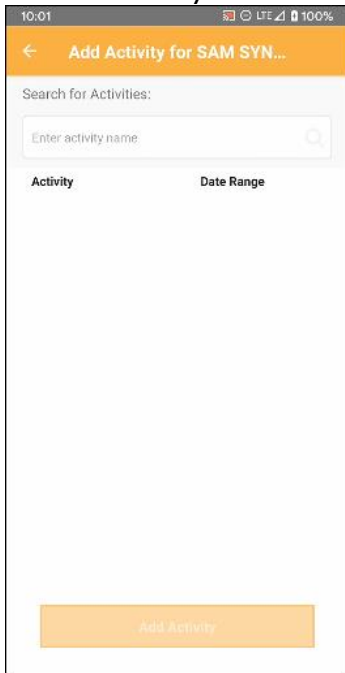 10:01 LTE 100%
Add Activity for SAM SYN...
Search for Activities:
Enter activity name
Activity Date Range
Add Activity